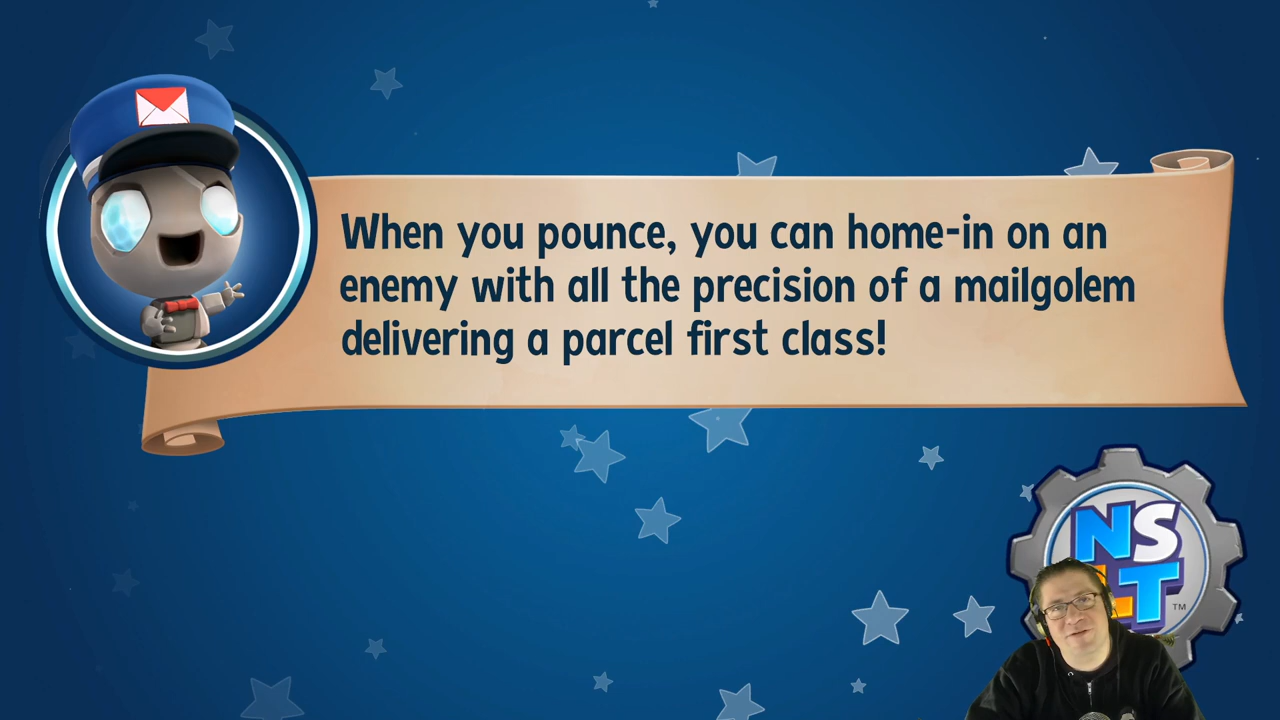 When you pounce, you can home-in on an
enemy with all the precision of a mailgolem
delivering a parcel first class!
NS
LT
TM